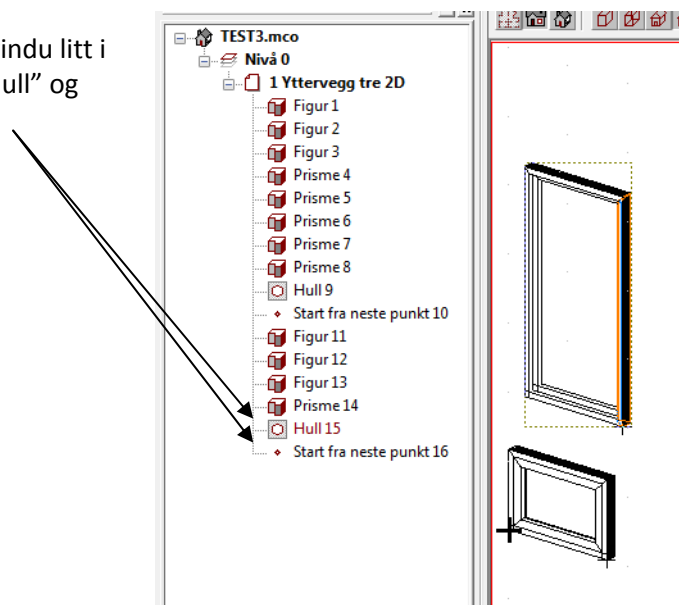 indu litt i
ull” og
TEST3.mco
Nivå 0
1 Yttervegg tre 2D
Figur 1
Figur 2
Figur 3
Prisme 4
Prisme 5
Prisme 6
Prisme 7
Prisme 8
Hull 9
Start fra neste punkt 10
Figur 11
Figur 12
Figur 13
Prisme 14
Hull 15
Start fra neste punkt 16